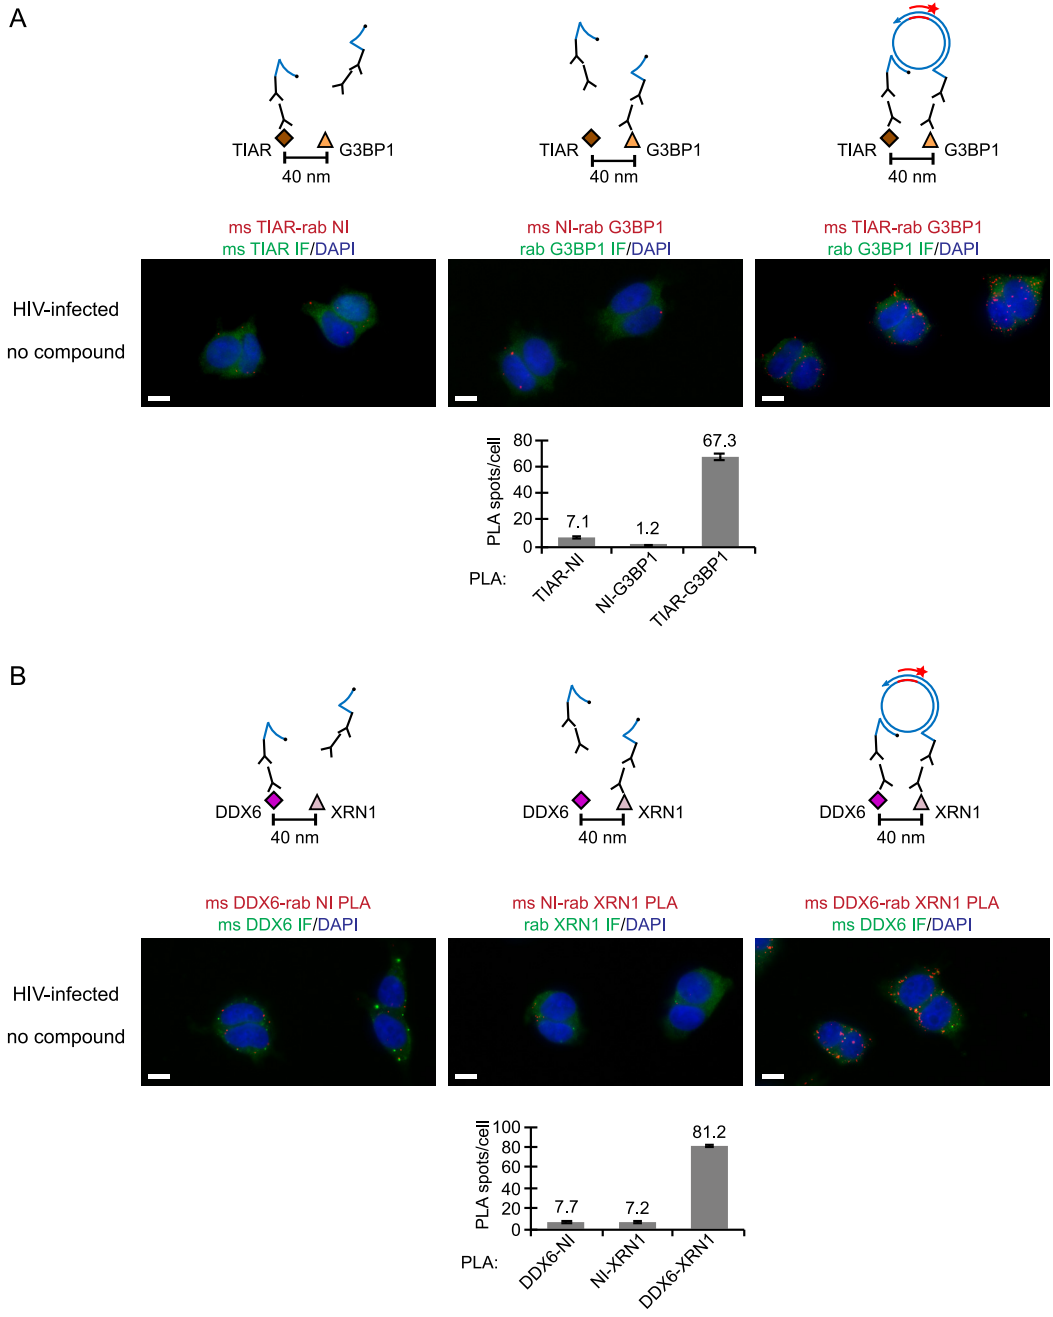 A
TIAR G3BP1
40 nm
TIAR G3BP1
40 nm
TIAR G3BP1
40 nm
ms TIAR-rab NI
ms TIAR IF/DAPI
ms NI-rab G3BP1
rab G3BP1 IF/DAPI
ms TIAR-rab G3BP1
rab G3BP1 IF/DAPI
HIV-infected
no compound
PLA spots/cell
80
60
40
20
0
7.1
1.2
67.3
PLA:
TIAR-NI
NI-G3BP1
TIAR-G3BP1
B
DDX6 XRN1
40 nm
DDX6 XRN1
40 nm
DDX6 XRN1
40 nm
ms DDX6-rab NI PLA
ms DDX6 IF/DAPI
ms NI-rab XRN1 PLA
rab XRN1 IF/DAPI
ms DDX6-rab XRN1 PLA
ms DDX6 IF/DAPI
HIV-infected
no compound
PLA spots/cell
100
80
60
40
20
0
7.7
7.2
81.2
PLA:
DDX6-NI
NI-XRN1
DDX6-XRN1